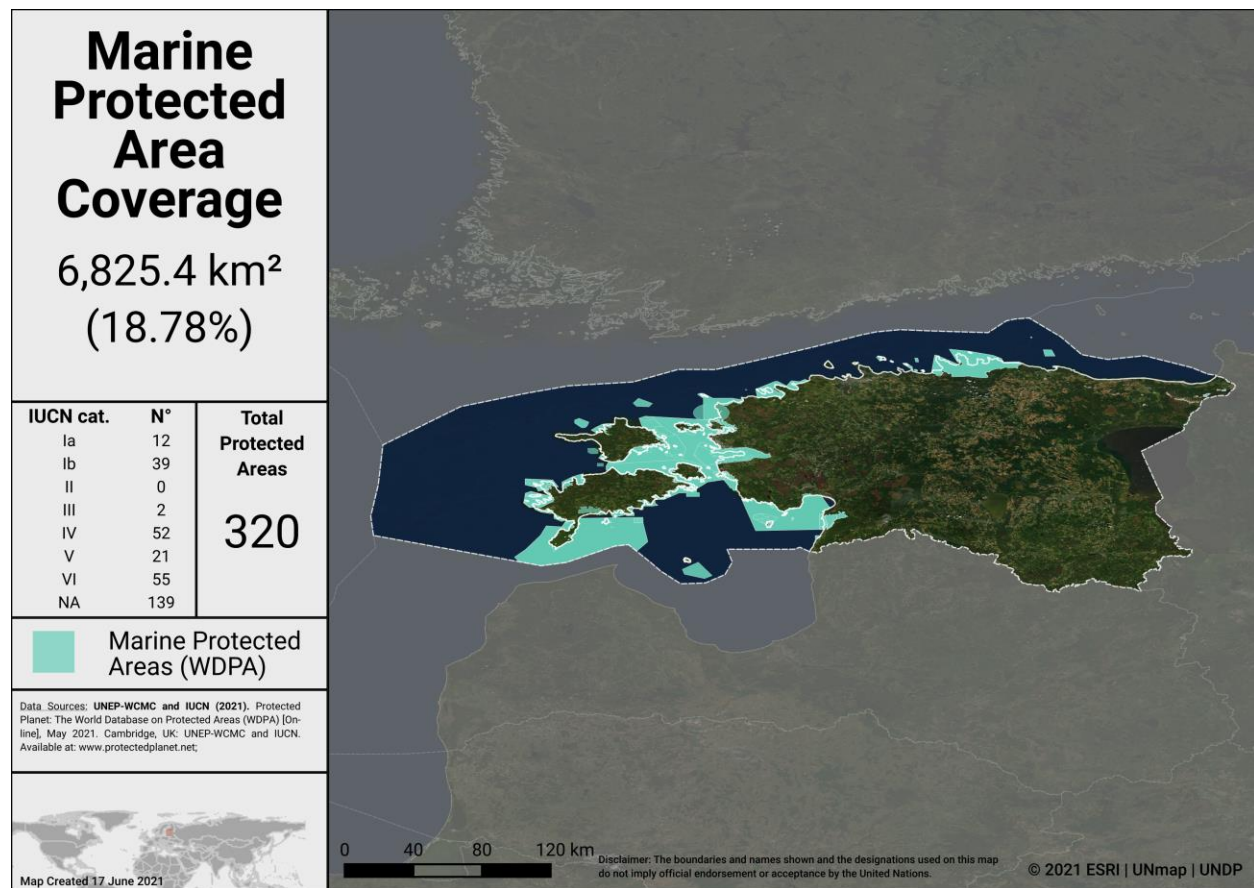 Marine
Protected
Area
Coverage
6,825.4 km²
(18.78%)
IUCN cat. N°
Ia 12
Ib 39
II 0
III 2
IV 52
V 21
VI 55
NA 139
Total
Protected
Areas
320
Marine Protected
Areas (WDPA)
Data Sources: UNEP-WCMC and IUCN (2021). Protected
Planet: The World Database on Protected Areas (WDPA) [On-
line], May 2021. Cambridge, UK: UNEP-WCMC and IUCN.
Available at: www.protectedplanet.net;
Map Created 17 June 2021
0 40 80 120 km
Disclaimer: The boundaries and names shown and the designations used on this map
do not imply official endorsement or acceptance by the United Nations.
© 2021 ESRI | UNmap | UNDP